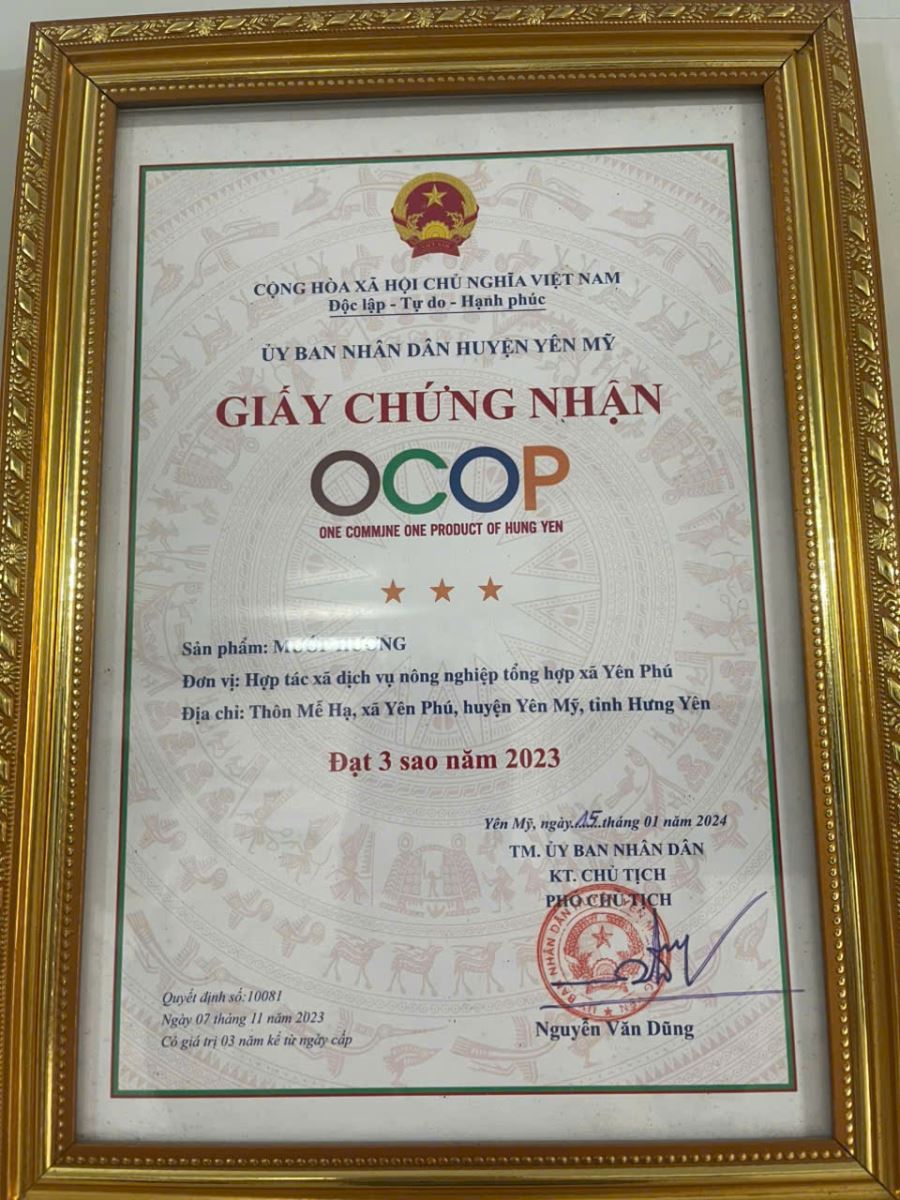 CỘNG HÒA XÃ HỘI CHỦ NGHĨA VIỆT NAM
Độc lập - Tự do - Hạnh phúc
ỦY BAN NHÂN DÂN HUYỆN YÊN MỸ
GIẤY CHỨNG NHẬN
OCOP
ONE COMMUNE ONE PRODUCT OF HUNG YEN
Sản phẩm:
Đơn vị: Hợp tác xã dịch vụ nông nghiệp tổng hợp xã Yên Phú
Địa chỉ: Thôn Mễ Hạ, xã Yên Phú, huyện Yên Mỹ, tỉnh Hưng Yên
Đạt 3 sao năm 2023
Yên Mỹ, ngày 15 tháng 01 năm 2024
TM. ỦY BAN NHÂN DÂN
KT. CHỦ TỊCH
PHÓ CHỦ TỊCH
Nguyễn Văn Dũng
Quyết định số: 10081
Ngày 07 tháng 11 năm 2023
Có giá trị 03 năm kể từ ngày cấp